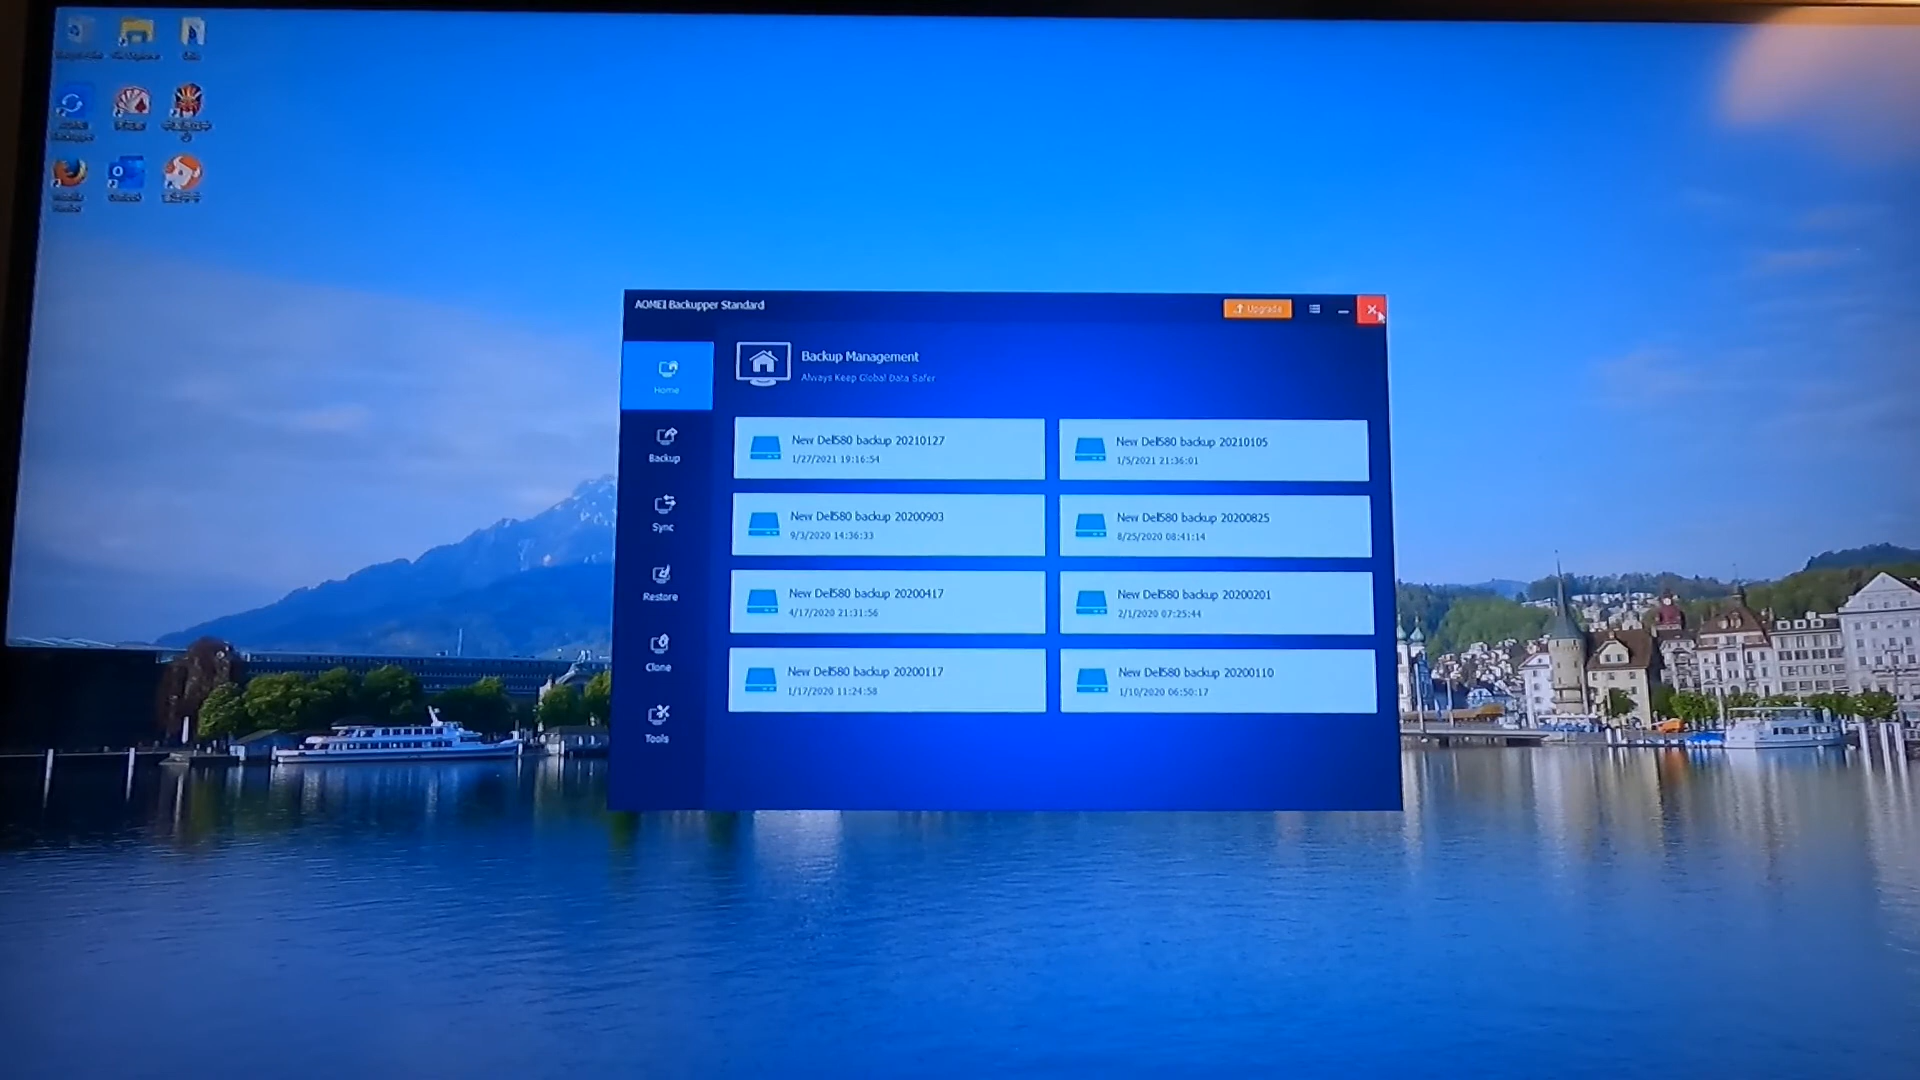 AOMEI
Backupper
Outlook
AOMEI Backupper Standard
Upgrade
Home
Backup
Sync
Restore
Clone
Tools
Backup Management
Always Keep Global Data Safer
New Dell580 backup 20210127
1/27/2021 19:16:54
New Dell580 backup 20210105
1/5/2021 21:36:01
New Dell580 backup 20200903
9/3/2020 14:36:33
New Dell580 backup 20200825
8/25/2020 08:41:14
New Dell580 backup 20200417
4/17/2020 21:31:56
New Dell580 backup 20200201
2/1/2020 07:25:44
New Dell580 backup 20200117
1/17/2020 11:24:58
New Dell580 backup 20200110
1/10/2020 06:50:17